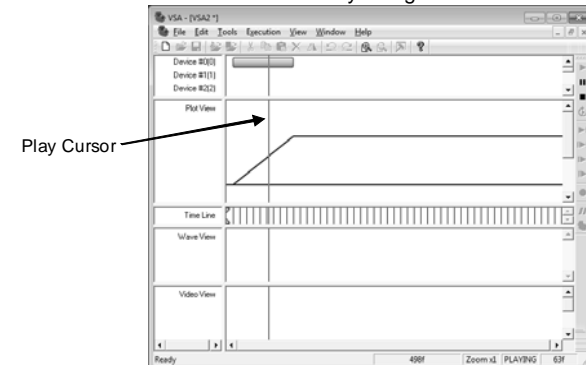 VSA - [VSA2 *]
File Edit Tools Execution View Window Help
Device #0(0)
Device #1(1)
Device #2(2)
Plot View
Play Cursor
Time Line
Wave View
Video View
Ready 498f Zoom x1 PLAYING 63f